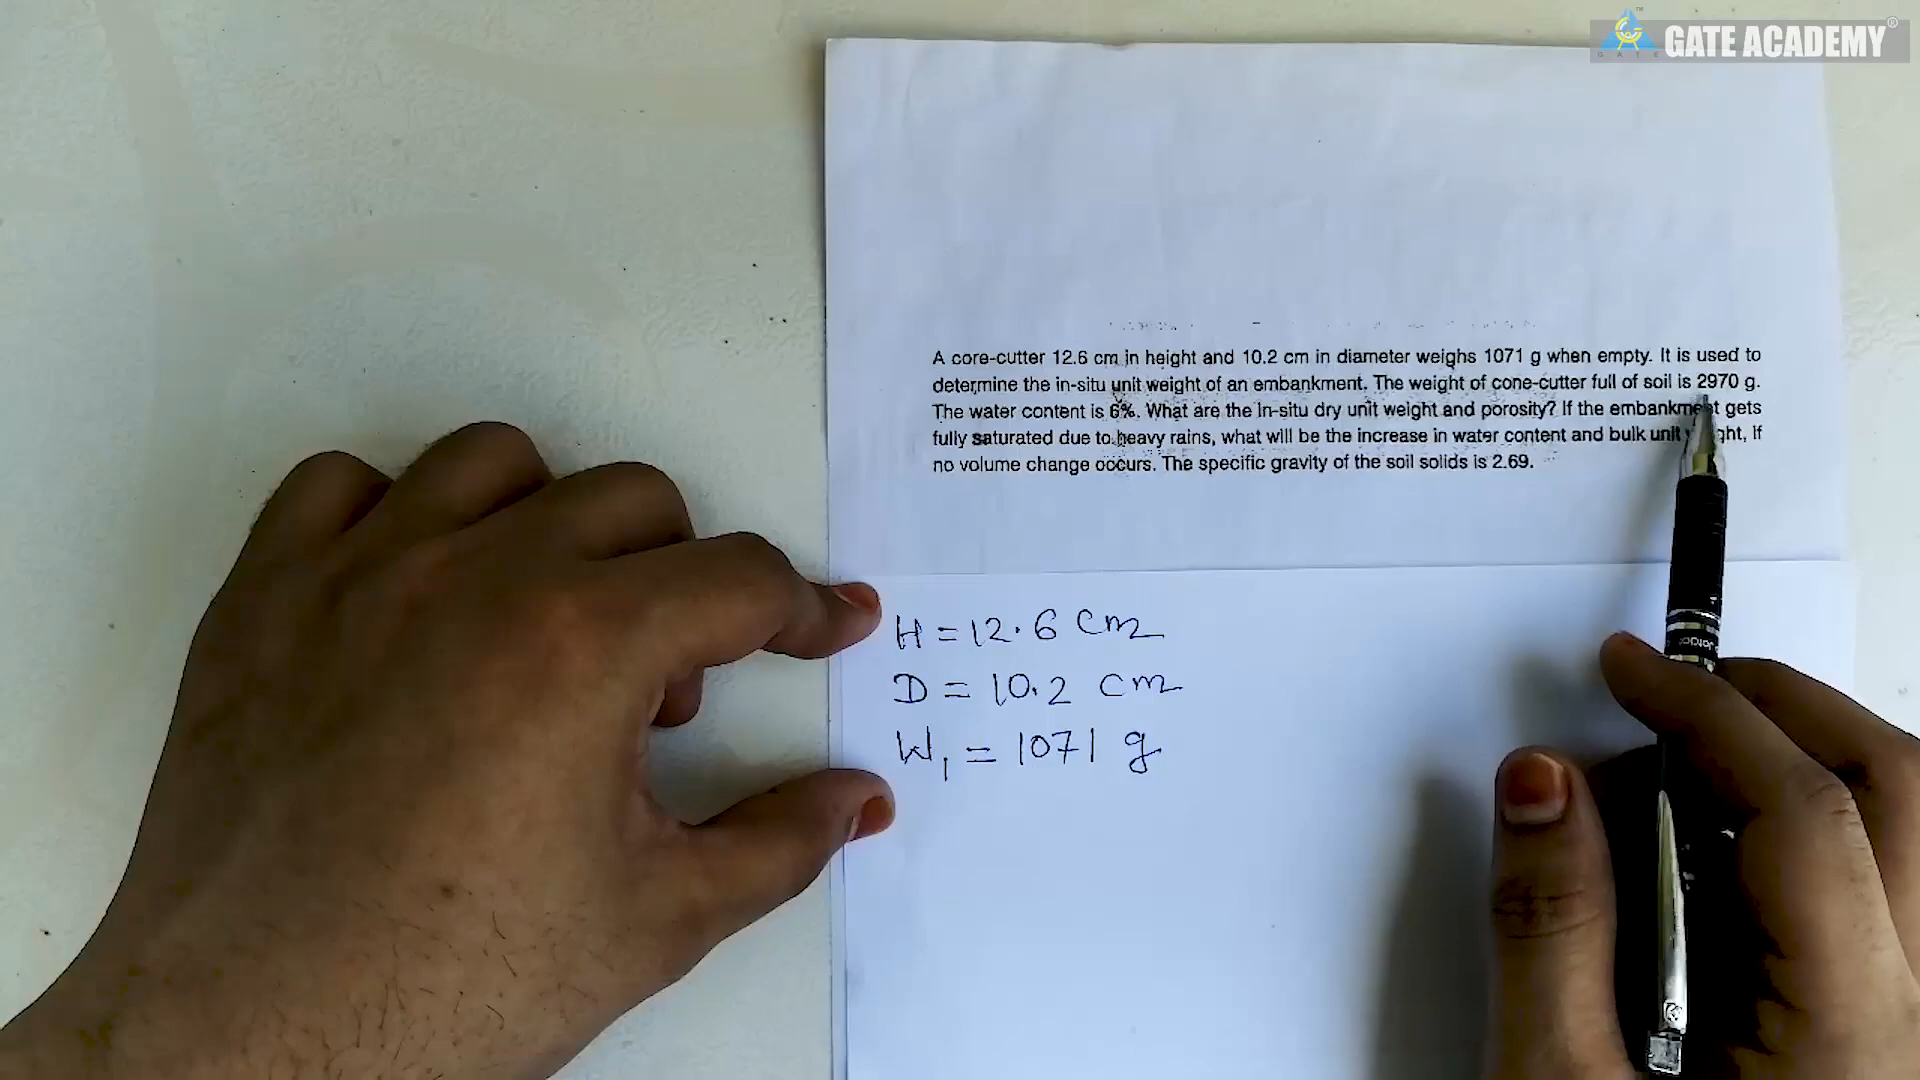 GATE ACADEMY®
GATE
A core-cutter 12.6 cm in height and 10.2 cm in diameter weighs 1071 g when empty. It is used to
determine the in-situ unit weight of an embankment. The weight of cone-cutter full of soil is 2970 g.
The water content is 6%. What are the in-situ dry unit weight and porosity? If the embankment gets
fully saturated due to heavy rains, what will be the increase in water content and bulk unit if
no volume change occurs. The specific gravity of the soil solids is 2.69.
H = 12.6 cm
D = 10.2 cm
W₁ = 1071 g